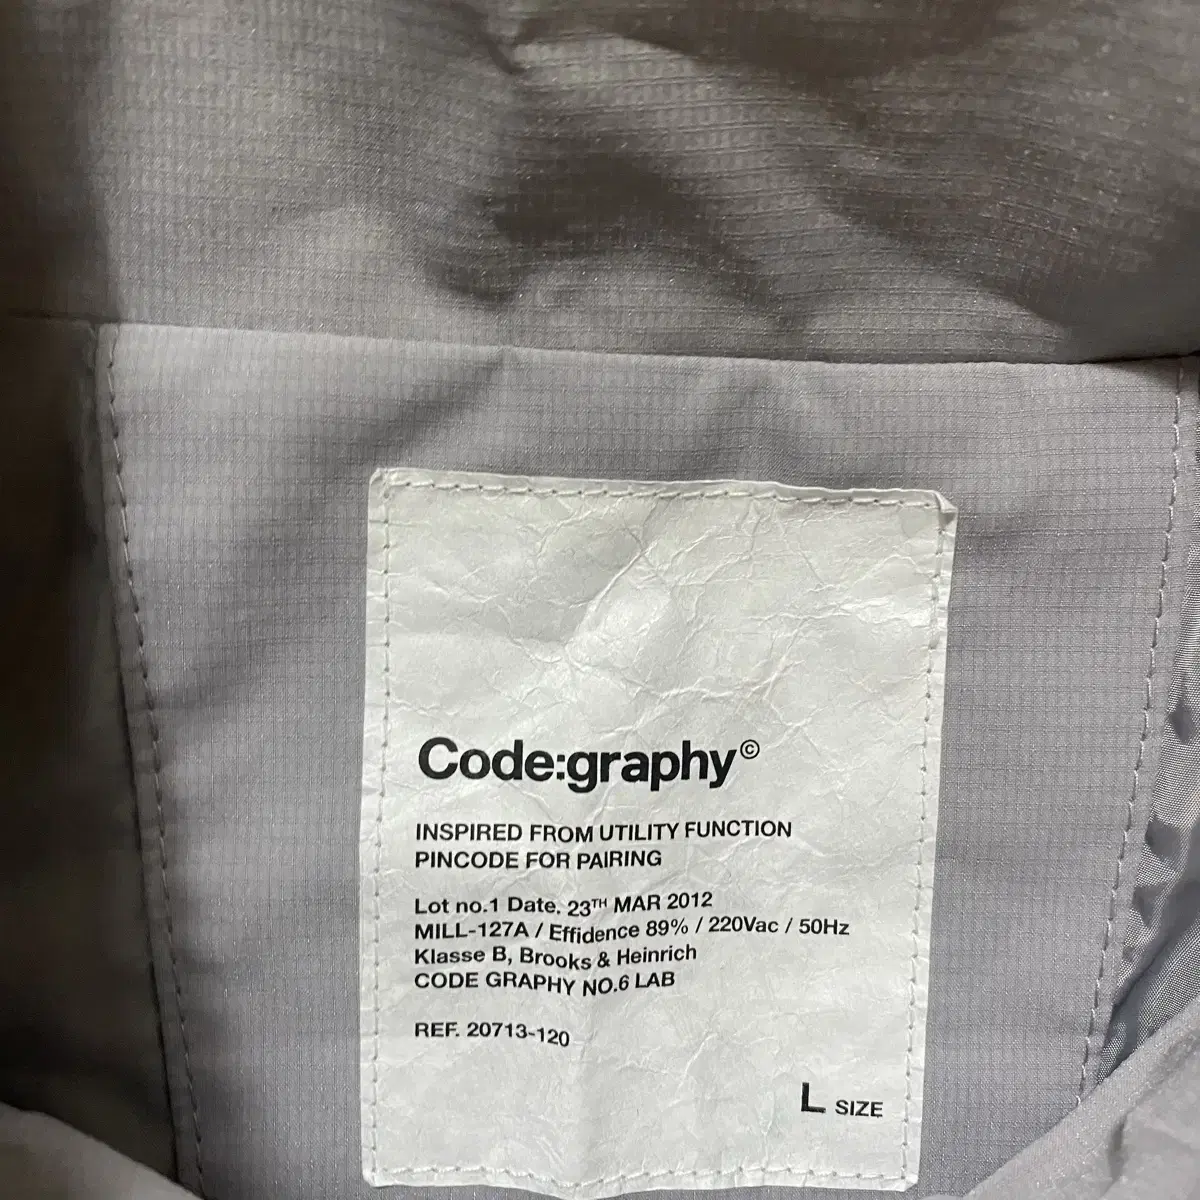 Code:graphy©
INSPIRED FROM UTILITY FUNCTION
PINCODE FOR PAIRING
Lot no.1 Date. 23TH MAR 2012
MILL-127A / Effidence 89% / 220Vac / 50Hz
Klasse B, Brooks & Heinrich
CODE GRAPHY NO.6 LAB
REF. 20713-120
L SIZE